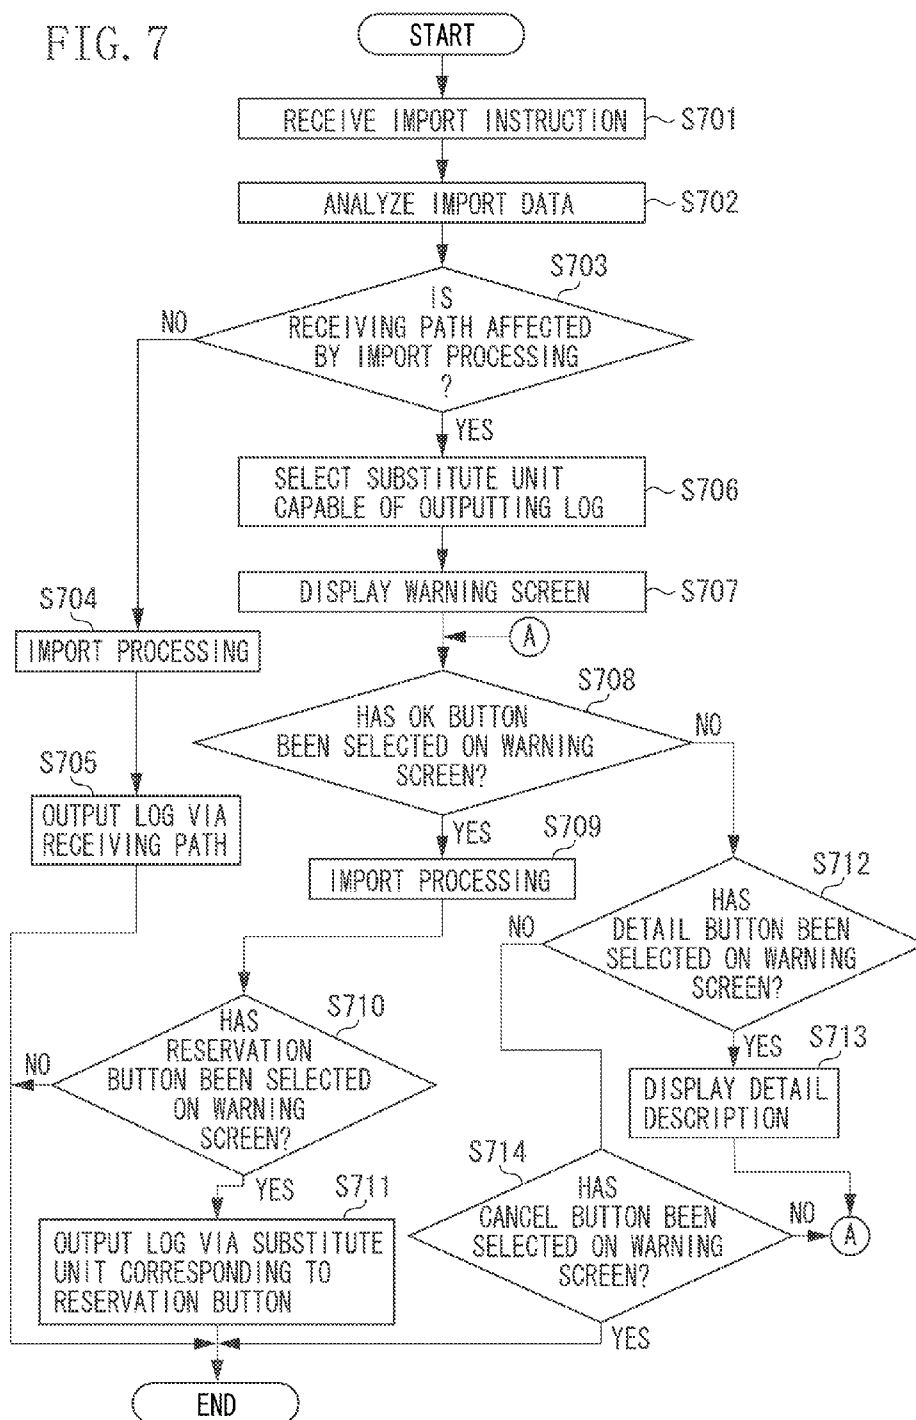 FIG. 7
START
RECEIVE IMPORT INSTRUCTION
S701
ANALYZE IMPORT DATA
S702
S703
IS
RECEIVING PATH AFFECTED
BY IMPORT PROCESSING
?
NO
YES
SELECT SUBSTITUTE UNIT
CAPABLE OF OUTPUTTING LOG
S706
DISPLAY WARNING SCREEN
S707
S704
IMPORT PROCESSING
A
S708
HAS OK BUTTON
BEEN SELECTED ON WARNING
SCREEN?
NO
S705
OUTPUT LOG VIA
RECEIVING PATH
YES
S709
IMPORT PROCESSING
S712
HAS
DETAIL BUTTON BEEN
SELECTED ON WARNING
SCREEN?
NO
S710
HAS
RESERVATION
BUTTON BEEN SELECTED
ON WARNING
SCREEN?
NO
YES
S713
DISPLAY DETAIL
DESCRIPTION
YES
S711
OUTPUT LOG VIA SUBSTITUTE
UNIT CORRESPONDING TO
RESERVATION BUTTON
S714
HAS
CANCEL BUTTON BEEN
SELECTED ON WARNING
SCREEN?
NO
A
YES
END